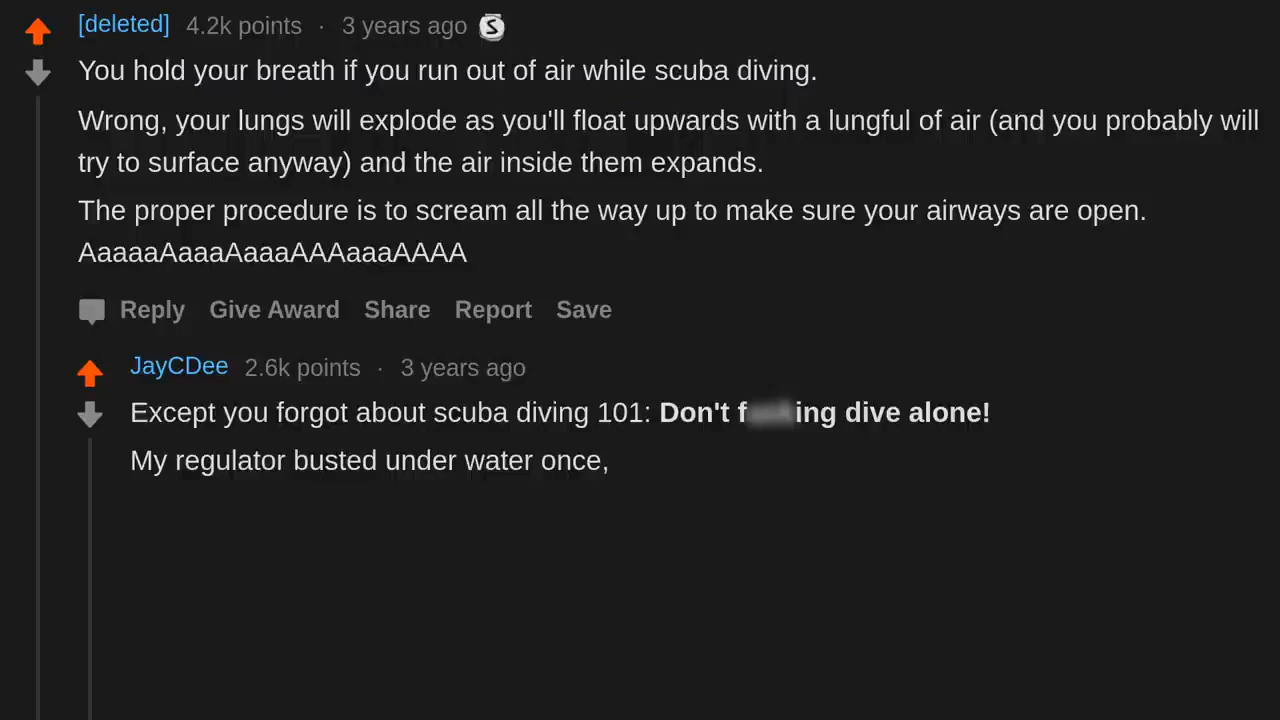 [deleted] 4.2k points · 3 years ago S
You hold your breath if you run out of air while scuba diving.
Wrong, your lungs will explode as you'll float upwards with a lungful of air (and you probably will
try to surface anyway) and the air inside them expands.
The proper procedure is to scream all the way up to make sure your airways are open.
AaaaaAaaaAaaaAAAaaaAAAA
Reply Give Award Share Report Save
JayCDee 2.6k points · 3 years ago
Except you forgot about scuba diving 101: Don't f ing dive alone!
My regulator busted under water once,